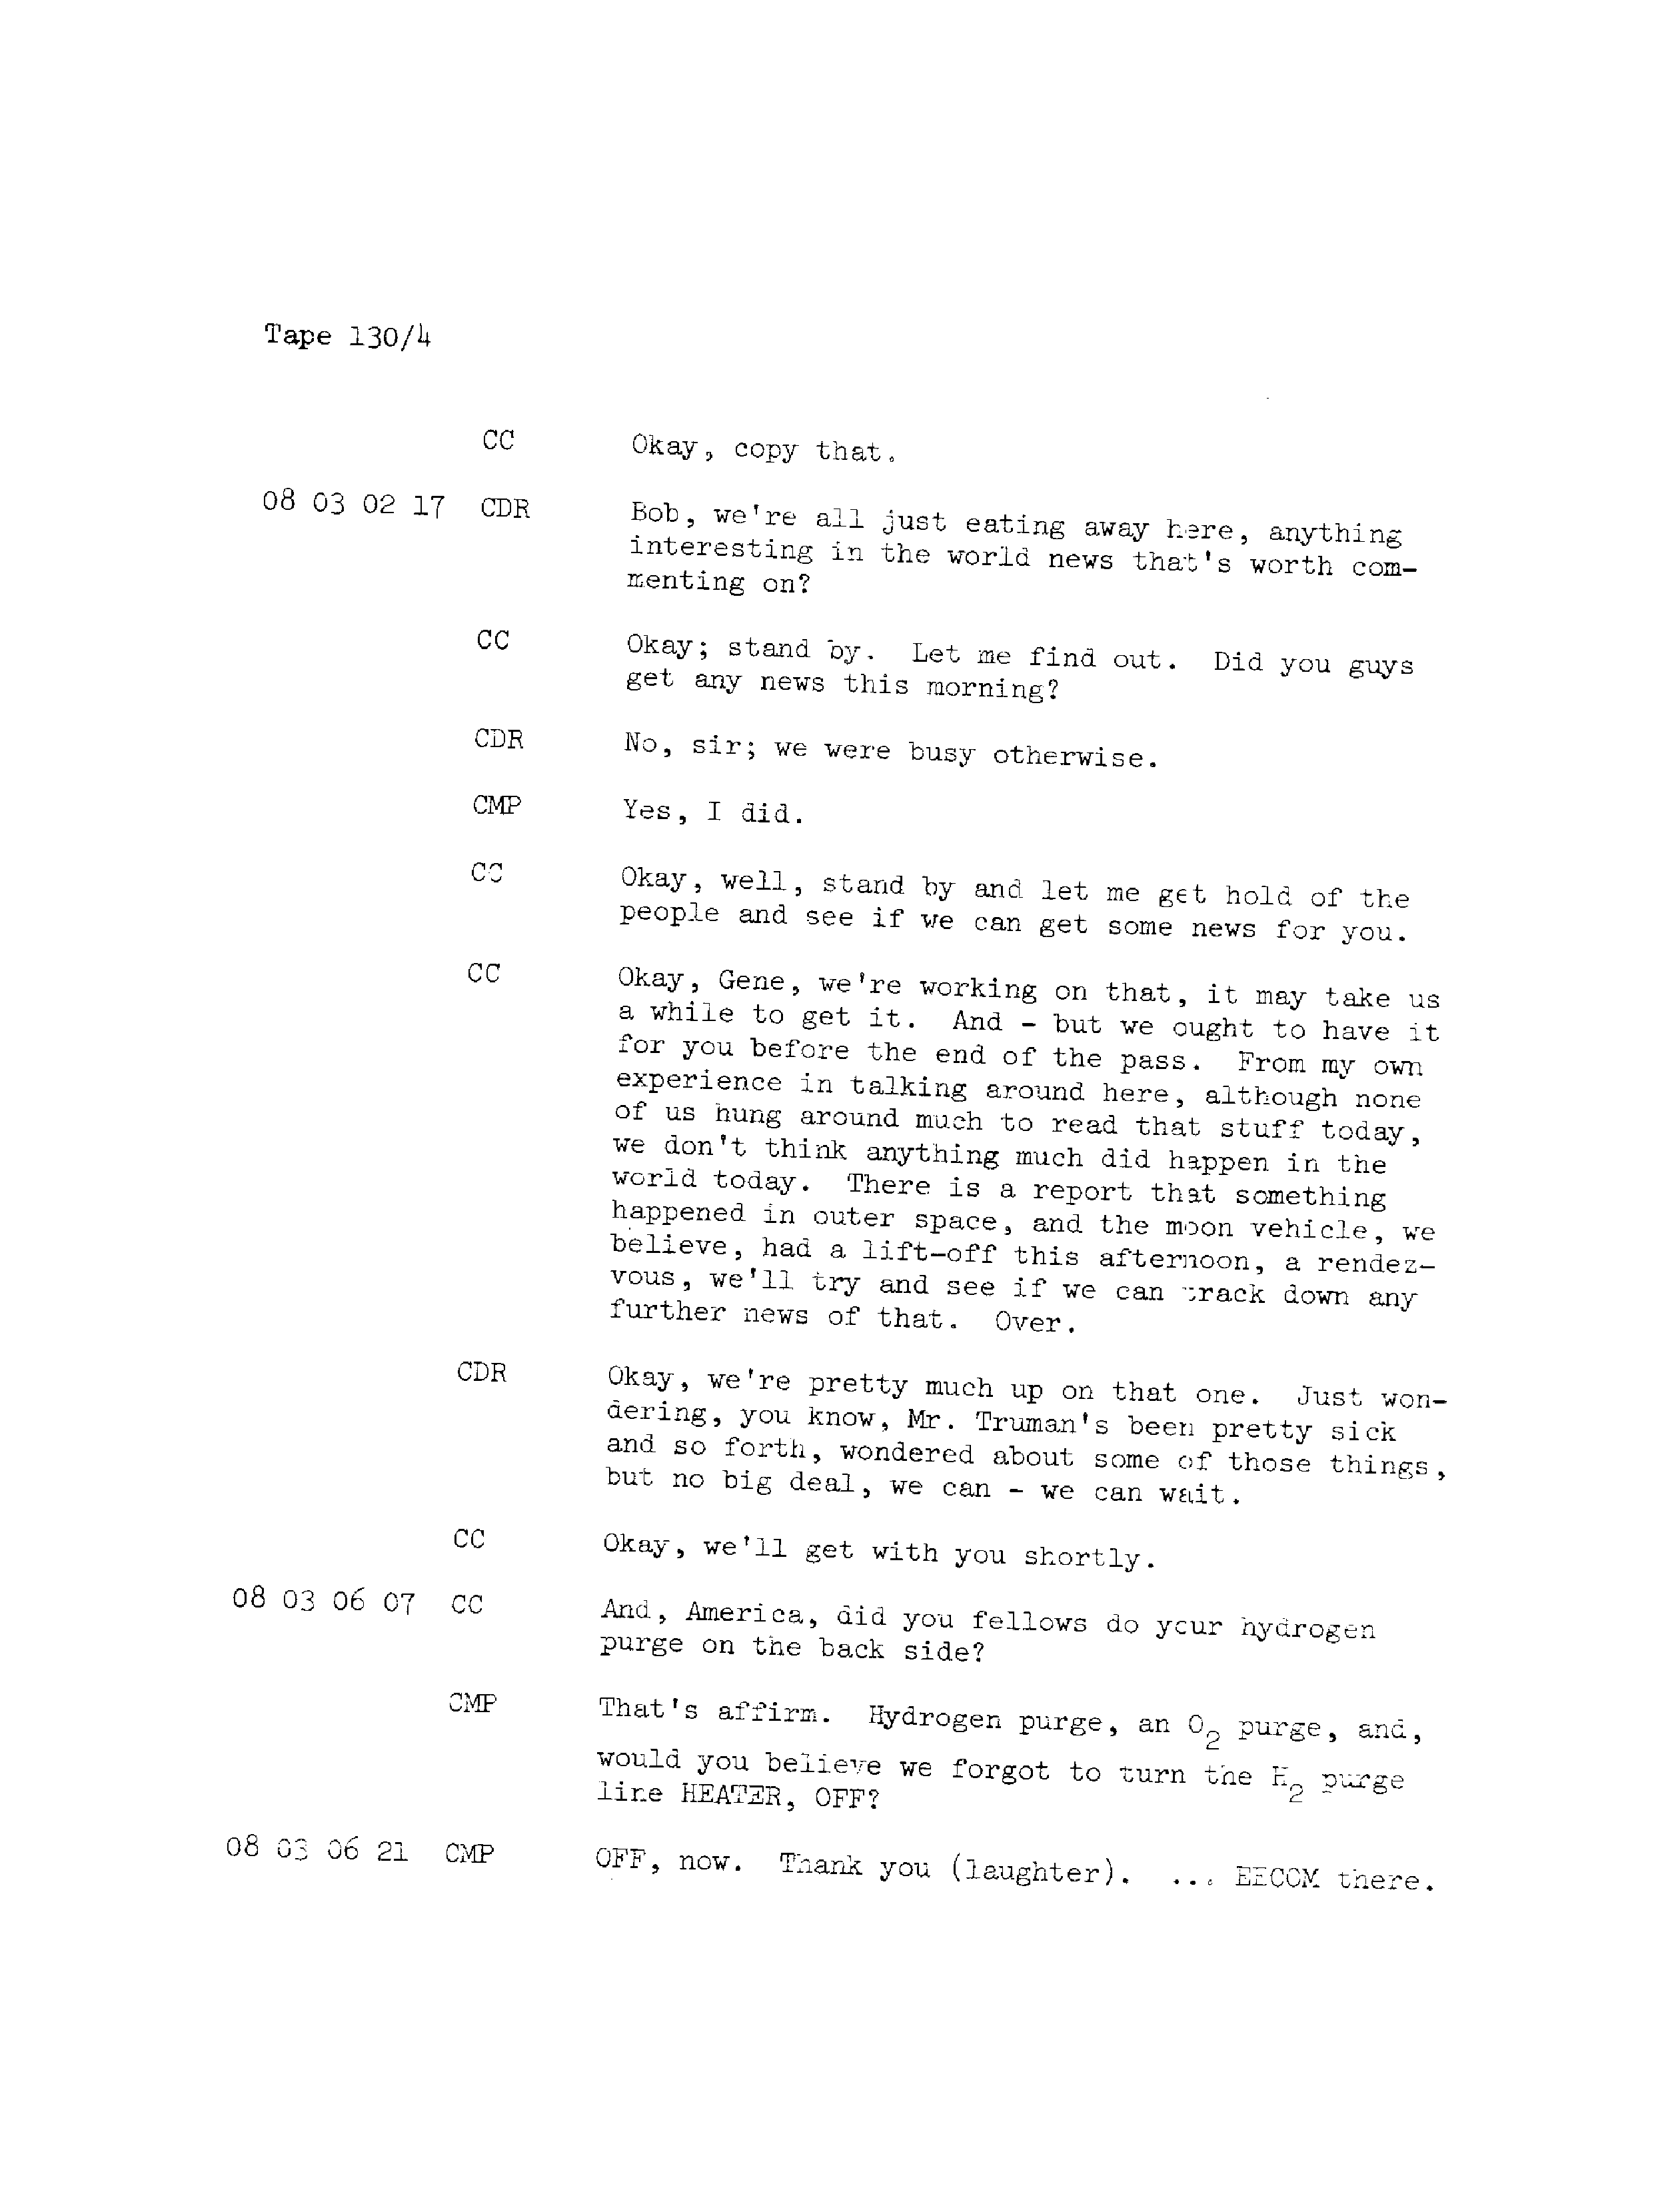 Tape 130/4
CC Okay, copy that.
08 03 02 17 CDR Bob, we're all just eating away here, anything
interesting in the world news that's worth com-
menting on?
CC Okay; stand by. Let me find out. Did you guys
get any news this morning?
CDR No, sir; we were busy otherwise.
CMP Yes, I did.
CC Okay, well, stand by and let me get hold of the
people and see if we can get some news for you.
CC Okay, Gene, we're working on that, it may take us
a while to get it. And - but we ought to have it
for you before the end of the pass. From my own
experience in talking around here, although none
of us hung around much to read that stuff today,
we don't think anything much did happen in the
world today. There is a report that something
happened in outer space, and the moon vehicle, we
believe, had a lift-off this afternoon, a rendez-
vous, we'll try and see if we can track down any
further news of that. Over.
CDR Okay, we're pretty much up on that one. Just won-
dering, you know, Mr. Truman's been pretty sick
and so forth, wondered about some of those things,
but no big deal, we can - we can wait.
CC Okay, we'll get with you shortly.
08 03 06 07 CC And, America, did you fellows do your hydrogen
purge on the back side?
CMP That's affirm. Hydrogen purge, an O2 purge, and,
would you believe we forgot to turn the H2 purge
line HEATER, OFF?
08 03 06 21 CMP OFF, now. Thank you (laughter). ... EECOM there.